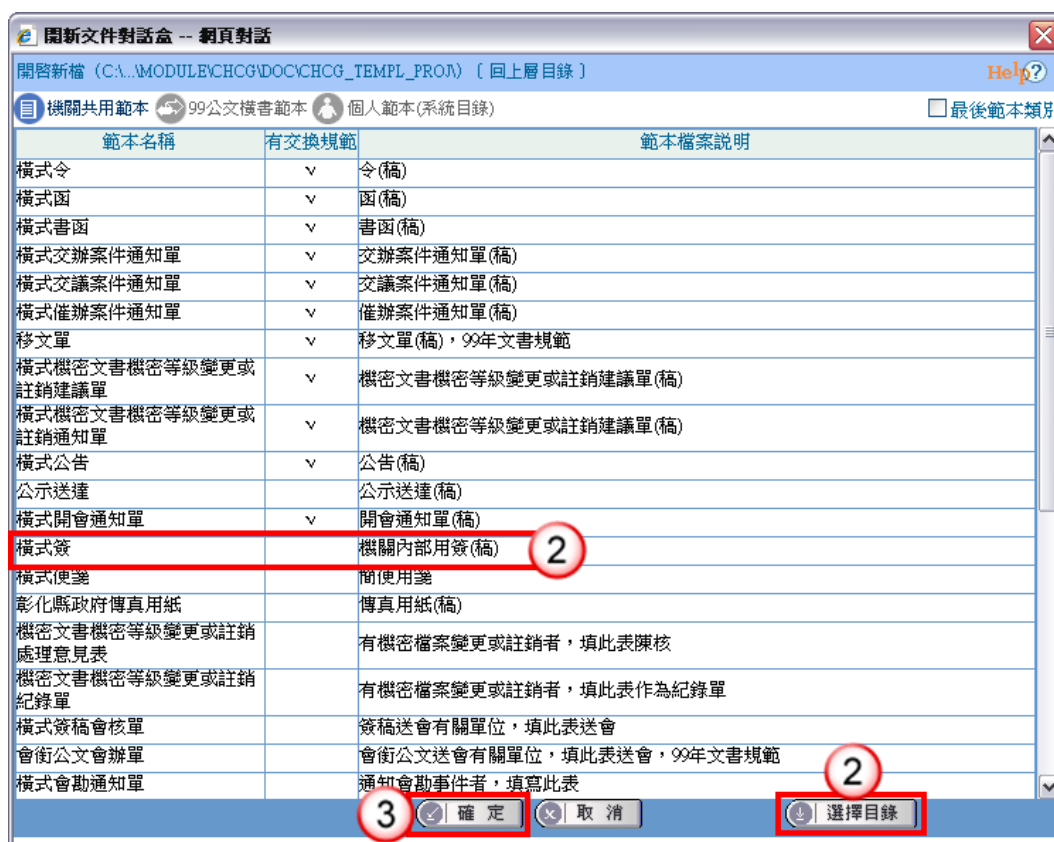 開新文件對話盒 -- 網頁對話
開啓新檔（C:\...\MODULE\CHCG\DOC\CHCG_TEMPL_PROJ\）〔回上層目錄〕 Help?
機關共用範本 99公文橫書範本 個人範本(系統目錄) 最後範本類別
範本名稱 有交換規範 範本檔案說明
橫式令 v 令(稿)
橫式函 v 函(稿)
橫式書函 v 書函(稿)
橫式交辦案件通知單 v 交辦案件通知單(稿)
橫式交議案件通知單 v 交議案件通知單(稿)
橫式催辦案件通知單 v 催辦案件通知單(稿)
移文單 v 移文單(稿)，99年文書規範
橫式機密文書機密等級變更或
註銷建議單 v 機密文書機密等級變更或註銷建議單(稿)
橫式機密文書機密等級變更或
註銷通知單 v 機密文書機密等級變更或註銷建議單(稿)
橫式公告 v 公告(稿)
公示送達 公示送達(稿)
橫式開會通知單 v 開會通知單(稿)
橫式簽 機關內部用簽(稿) 2
橫式便箋 簡便用箋
彰化縣政府傳真用紙 傳真用紙(稿)
機密文書機密等級變更或註銷
處理意見表 有機密檔案變更或註銷者，填此表陳核
機密文書機密等級變更或註銷
紀錄單 有機密檔案變更或註銷者，填此表作為紀錄單
橫式簽稿會核單 簽稿送會有關單位，填此表送會
會銜公文會辦單 會銜公文送會有關單位，填此表送會，99年文書規範
橫式會勘通知單 通知會勘事件者，填寫此表 2
3 確 定 取 消 選擇目錄